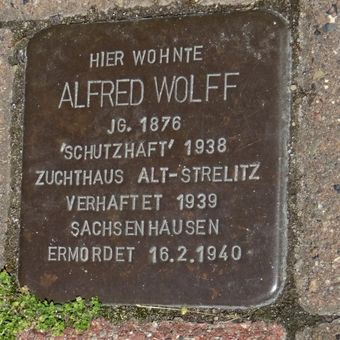 HIER WOHNTE
ALFRED WOLFF
JG. 1876
'SCHUTZHAFT' 1938
ZUCHTHAUS ALT-STRELITZ
VERHAFTET 1939
SACHSENHAUSEN
ERMORDET 16.2.1940